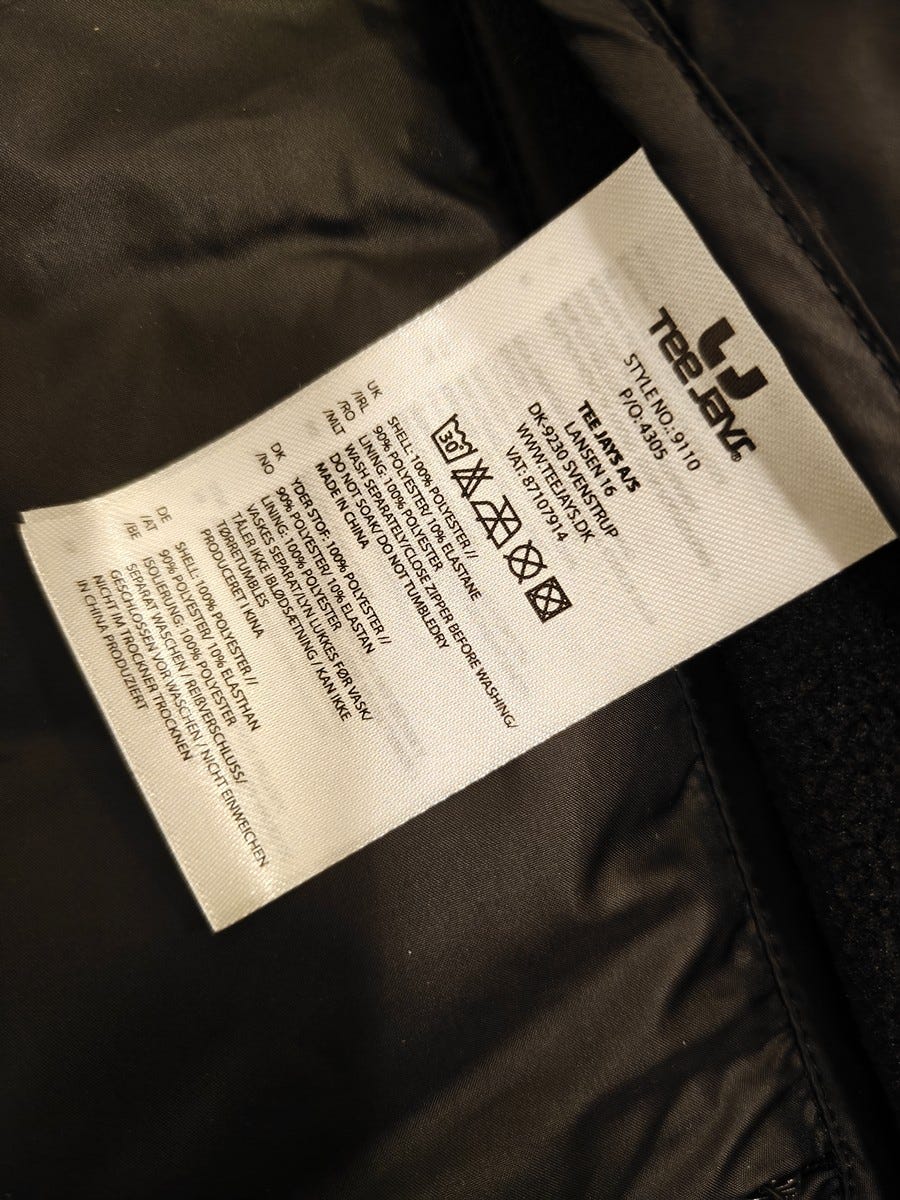 Tee Jays®
STYLE NO.: 9110
P/O: 4305
TEE JAYS A/S
LANSEN 16
DK-9230 SVENSTRUP
WWW.TEEJAYS.DK
VAT: 87107914
30
UK
/IRL
/RO
/MLT
SHELL: 100% POLYESTER //
90% POLYESTER/ 10% ELASTANE
LINING: 100% POLYESTER
WASH SEPARATELY/CLOSE ZIPPER BEFORE WASHING/
DO NOT SOAK/ DO NOT TUMBLEDRY
MADE IN CHINA
DK
/NO
YDER STOF: 100% POLYESTER //
90% POLYESTER/ 10% ELASTAN
LINING: 100% POLYESTER
VASKES SEPARAT/LYN LUKKES FØR VASK/
TÅLER IKKE IBLØDSÆTNING / KAN IKKE
TØRRETUMBLES
PRODUCERET I KINA
DE
/AT
/BE
SHELL: 100% POLYESTER //
90% POLYESTER/ 10% ELASTHAN
ISOLIERUNG: 100% POLYESTER
SEPARAT WASCHEN / REIßVERSCHLUSS/
GESCHLOSSEN VOR WASCHEN / NICHT EINWEICHEN
NICHT IM TROCKNER TROCKNEN
IN CHINA PRODUZIERT